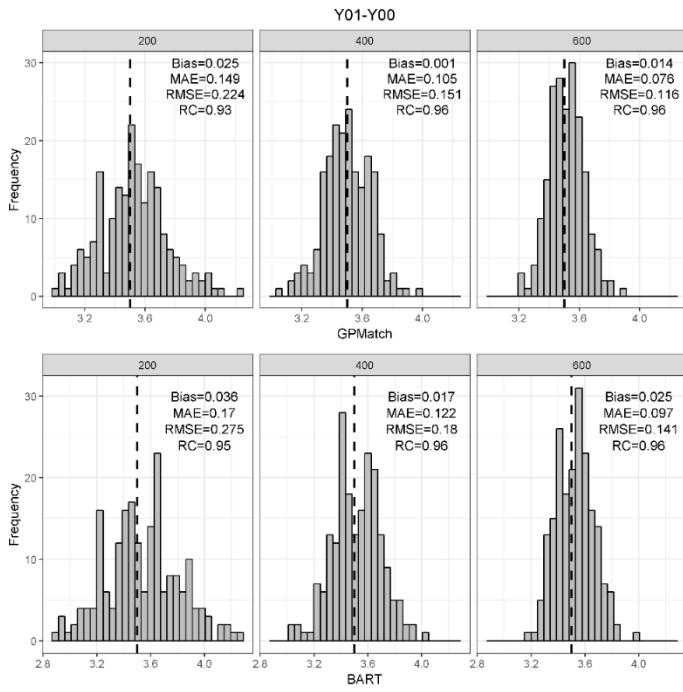 Y01-Y00
200
400
600
Bias=0.025
MAE=0.149
RMSE=0.224
RC=0.93
Bias=0.001
MAE=0.105
RMSE=0.151
RC=0.96
Bias=0.014
MAE=0.076
RMSE=0.116
RC=0.96
Frequency
30
20
10
0
3.2 3.6 4.0
3.2 3.6 4.0
3.2 3.6 4.0
GPMatch
200
400
600
Bias=0.036
MAE=0.17
RMSE=0.275
RC=0.95
Bias=0.017
MAE=0.122
RMSE=0.18
RC=0.96
Bias=0.025
MAE=0.097
RMSE=0.141
RC=0.96
Frequency
30
20
10
0
2.8 3.2 3.6 4.0
2.8 3.2 3.6 4.0
2.8 3.2 3.6 4.0
BART